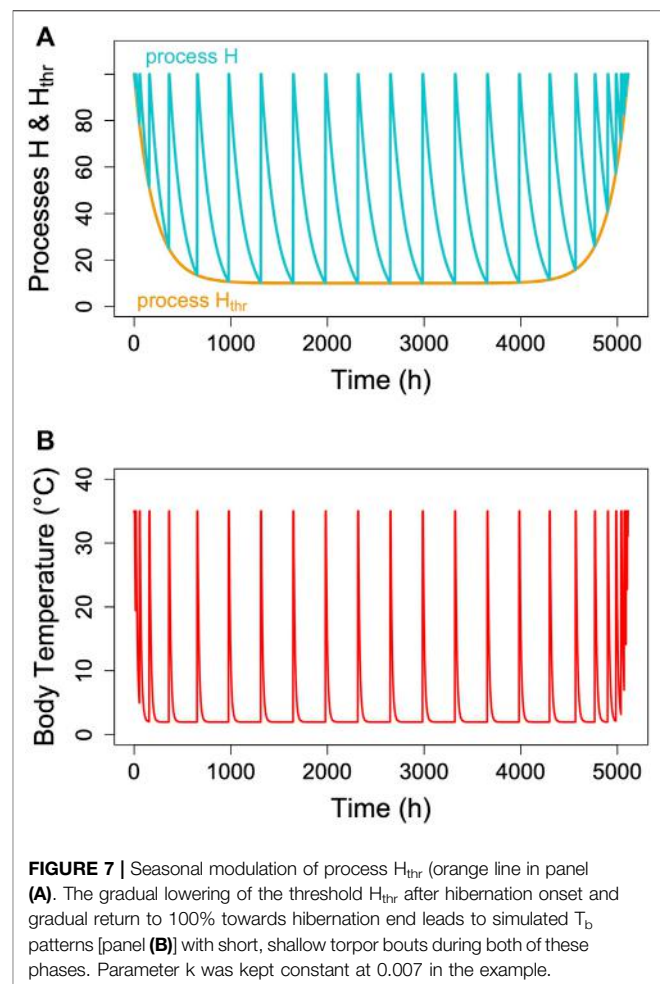 A
process H
Processes H & Hthr
80
60
40
20
0
process Hthr
0 1000 2000 3000 4000 5000
Time (h)
B
Body Temperature (°C)
40
30
20
10
0
0 1000 2000 3000 4000 5000
Time (h)
FIGURE 7 | Seasonal modulation of process Hthr (orange line in panel
(A). The gradual lowering of the threshold Hthr after hibernation onset and
gradual return to 100% towards hibernation end leads to simulated Tb
patterns [panel (B)] with short, shallow torpor bouts during both of these
phases. Parameter k was kept constant at 0.007 in the example.